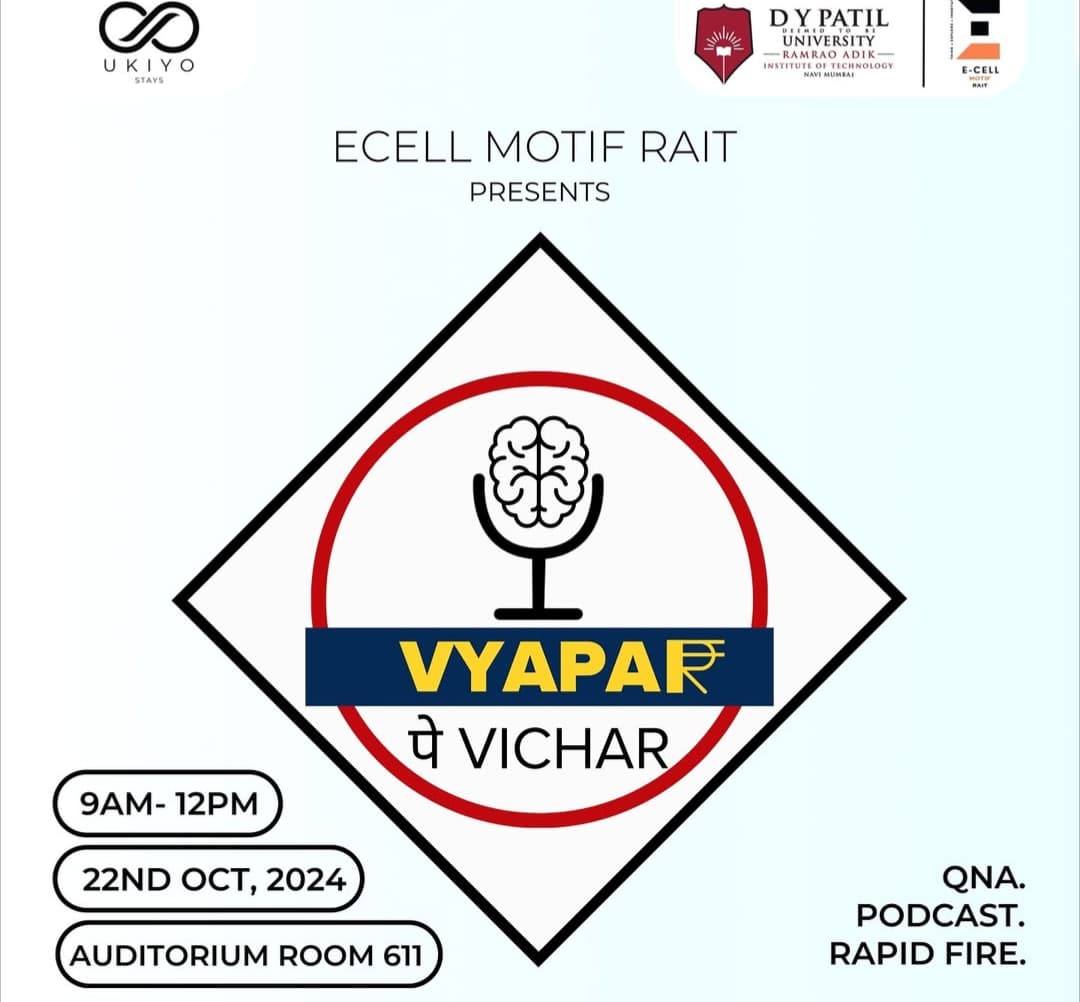 UKIYO
STAYS
D Y PATIL
DEEMED TO BE
UNIVERSITY
RAMRAO ADIK
INSTITUTE OF TECHNOLOGY
NAVI MUMBAI
E-CELL
MOTIF
RAIT
ECELL MOTIF RAIT
PRESENTS
VYAPAR
पे VICHAR
9AM- 12PM
22ND OCT, 2024
AUDITORIUM ROOM 611
QNA.
PODCAST.
RAPID FIRE.